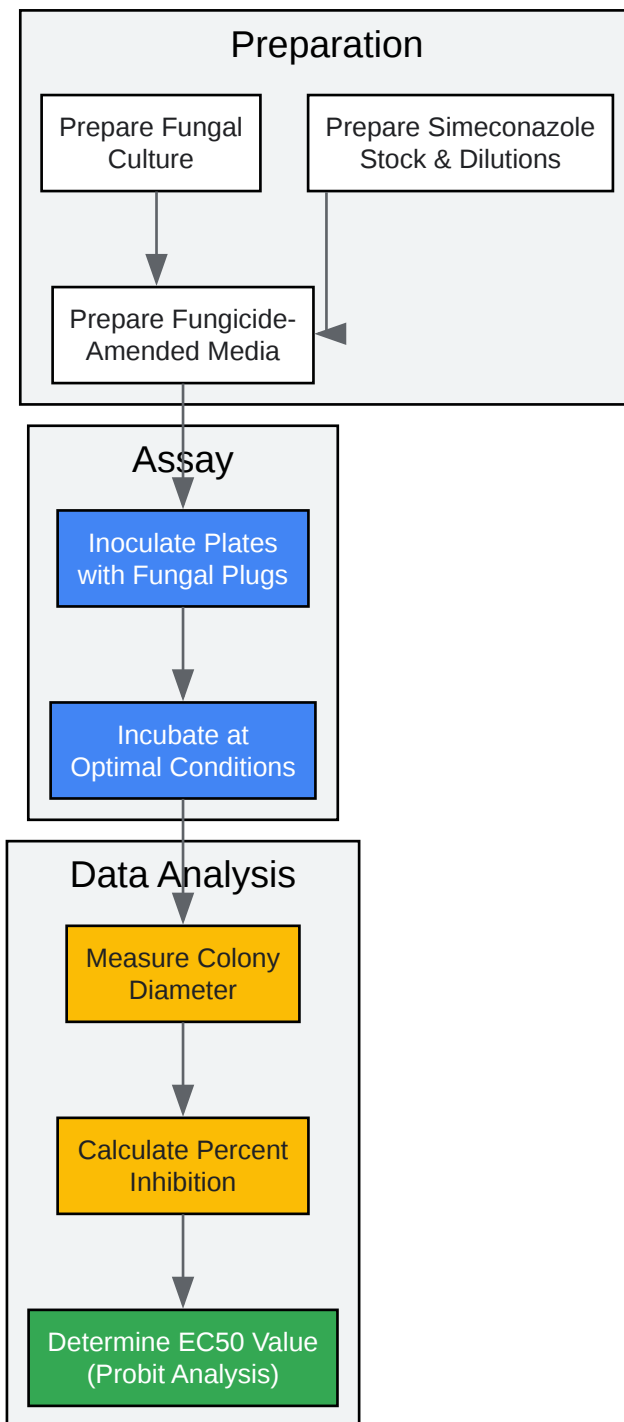 Preparation
Prepare Fungal
Culture
Prepare Simeconazole
Stock & Dilutions
Prepare Fungicide-
Amended Media
Assay
Inoculate Plates
with Fungal Plugs
Incubate at
Optimal Conditions
Data Analysis
Measure Colony
Diameter
Calculate Percent
Inhibition
Determine EC50 Value
(Probit Analysis)